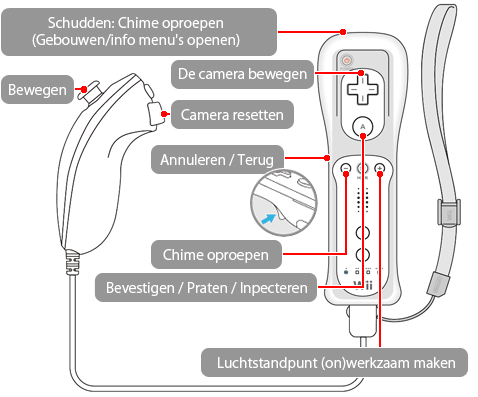 Schudden: Chime oproepen
(Gebouwen/info menu's openen)
De camera bewegen
Bewegen
Camera resetten
A
Annuleren / Terug
Chime oproepen
Bevestigen / Praten / Inpecteren
Wii
Luchtstandpunt (on)werkzaam maken